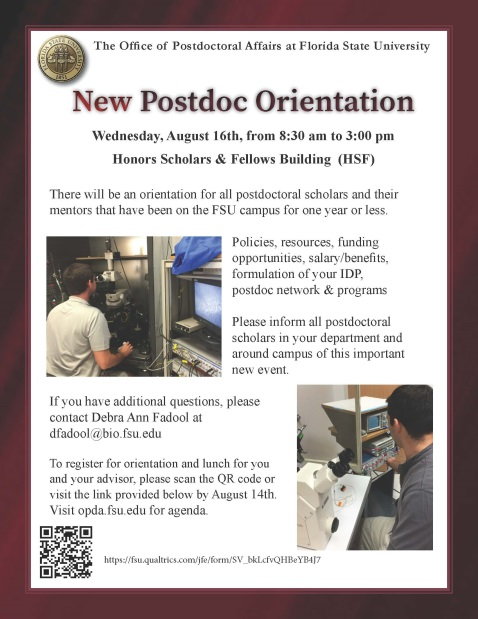 The Office of Postdoctoral Affairs at Florida State University
New Postdoc Orientation
Wednesday, August 16th, from 8:30 am to 3:00 pm
Honors Scholars & Fellows Building (HSF)
There will be an orientation for all postdoctoral scholars and their
mentors that have been on the FSU campus for one year or less.
Policies, resources, funding
opportunities, salary/benefits,
formulation of your IDP,
postdoc network & programs
Please inform all postdoctoral
scholars in your department and
around campus of this important
new event.
If you have additional questions, please
contact Debra Ann Fadool at
dfadool@bio.fsu.edu
To register for orientation and lunch for you
and your advisor, please scan the QR code or
visit the link provided below by August 14th.
Visit opda.fsu.edu for agenda.
https://fsu.qualtrics.com/jfe/form/SV_bkLcfvQHBeYB4J7